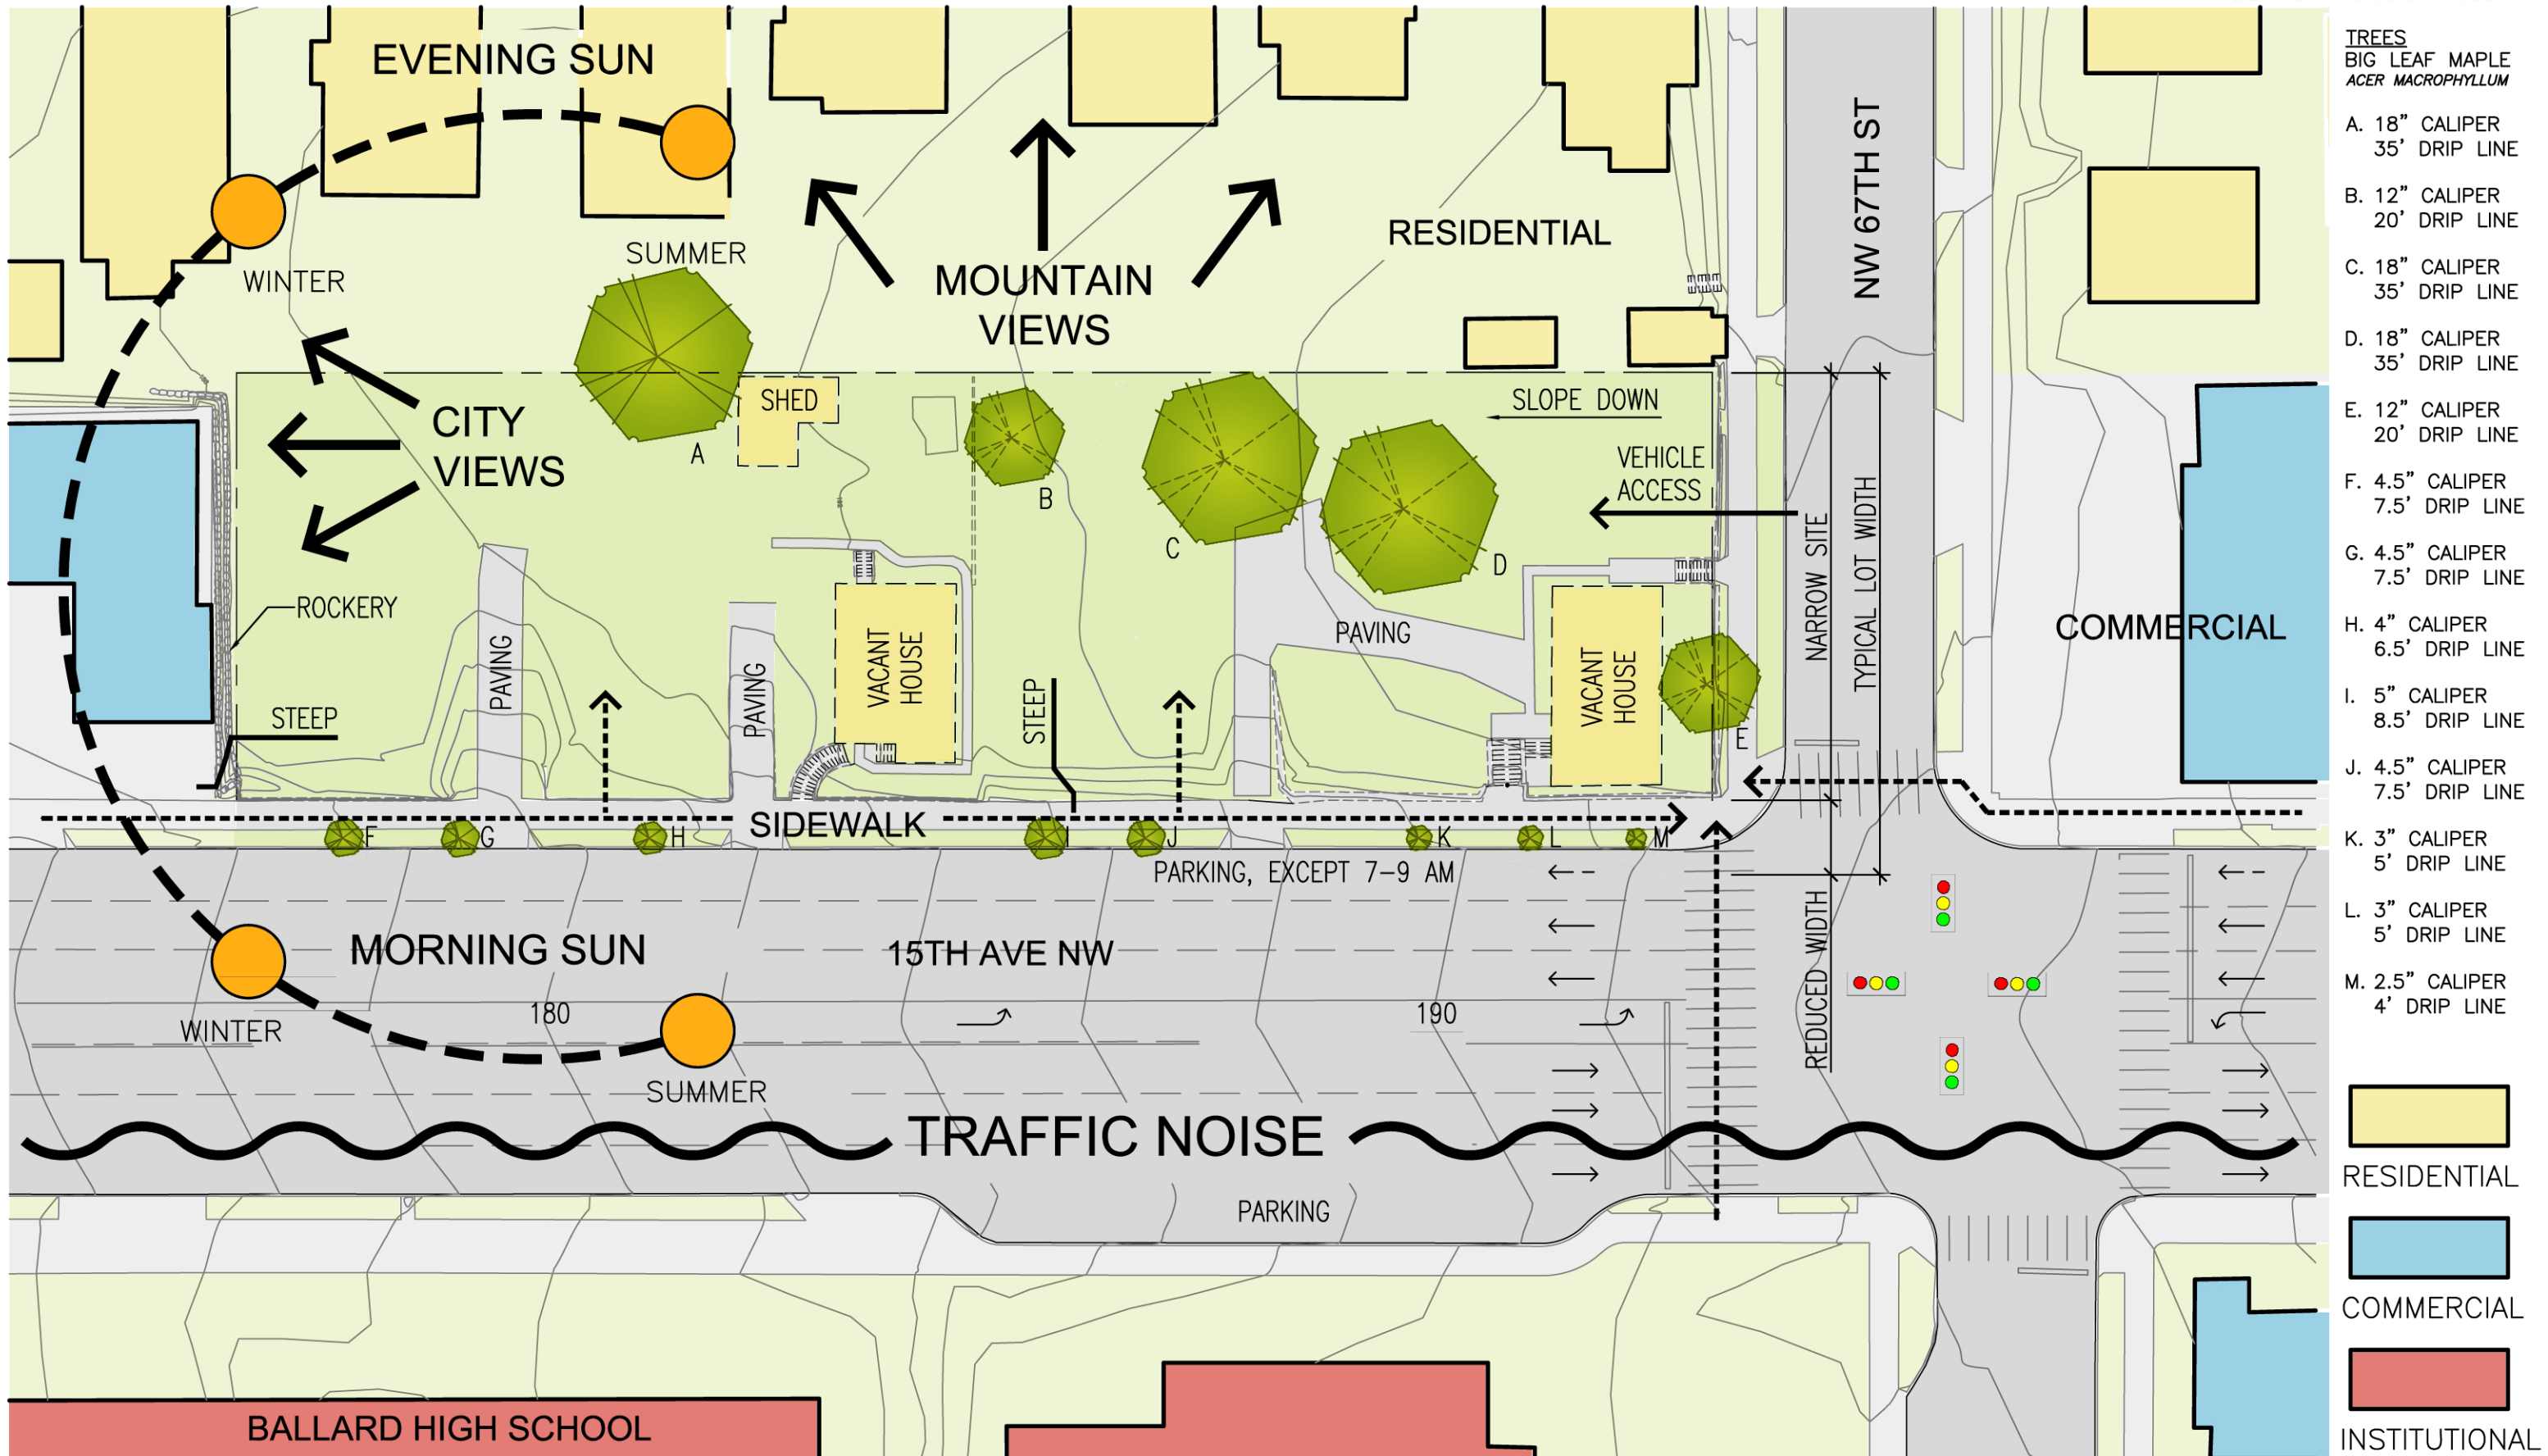 EVENING SUN
WINTER
SUMMER
MOUNTAIN
VIEWS
RESIDENTIAL
NW 67TH ST
CITY
VIEWS
A
SHED
B
C
D
SLOPE DOWN
VEHICLE
ACCESS
NARROW SITE
TYPICAL LOT WIDTH
ROCKERY
STEEP
PAVING
PAVING
VACANT
HOUSE
STEEP
PAVING
VACANT
HOUSE
E
COMMERCIAL
F
G
H
SIDEWALK
I
J
K
L
M
PARKING, EXCEPT 7-9 AM
MORNING SUN
15TH AVE NW
180
190
REDUCED WIDTH
WINTER
SUMMER
TRAFFIC NOISE
PARKING
BALLARD HIGH SCHOOL
TREES
BIG LEAF MAPLE
ACER MACROPHYLLUM
A. 18" CALIPER
35' DRIP LINE
B. 12" CALIPER
20' DRIP LINE
C. 18" CALIPER
35' DRIP LINE
D. 18" CALIPER
35' DRIP LINE
E. 12" CALIPER
20' DRIP LINE
F. 4.5" CALIPER
7.5' DRIP LINE
G. 4.5" CALIPER
7.5' DRIP LINE
H. 4" CALIPER
6.5' DRIP LINE
I. 5" CALIPER
8.5' DRIP LINE
J. 4.5" CALIPER
7.5' DRIP LINE
K. 3" CALIPER
5' DRIP LINE
L. 3" CALIPER
5' DRIP LINE
M. 2.5" CALIPER
4' DRIP LINE
RESIDENTIAL
COMMERCIAL
INSTITUTIONAL